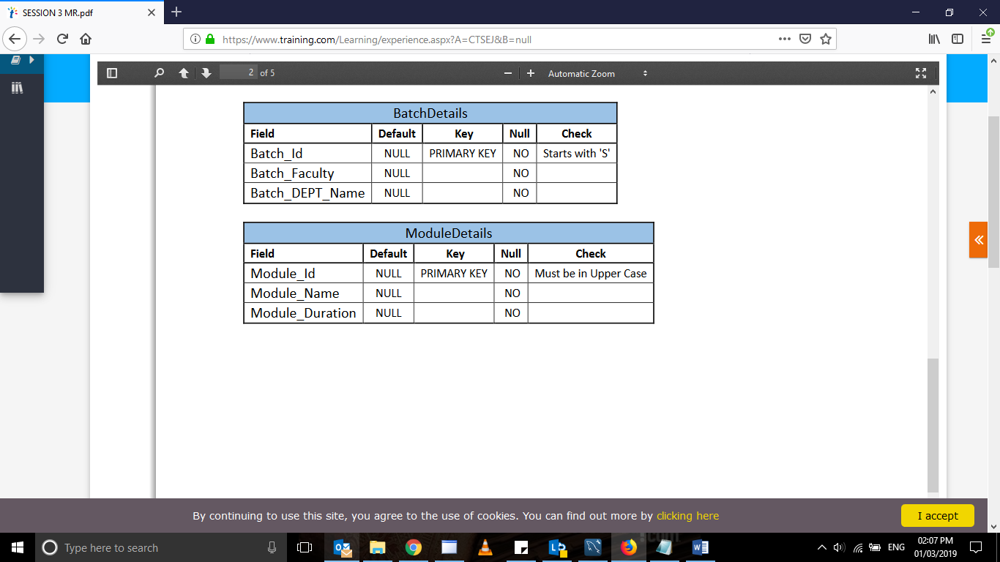 SESSION 3 MR.pdf
https://www.training.com/Learning/experience.aspx?A=CTSEJ&B=null
2 of 5
Automatic Zoom
BatchDetails
Field Default Key Null Check
Batch_Id NULL PRIMARY KEY NO Starts with 'S'
Batch_Faculty NULL NO
Batch_DEPT_Name NULL NO
ModuleDetails
Field Default Key Null Check
Module_Id NULL PRIMARY KEY NO Must be in Upper Case
Module_Name NULL NO
Module_Duration NULL NO
By continuing to use this site, you agree to the use of cookies. You can find out more by clicking here
I accept
Type here to search
ENG
02:07 PM
01/03/2019